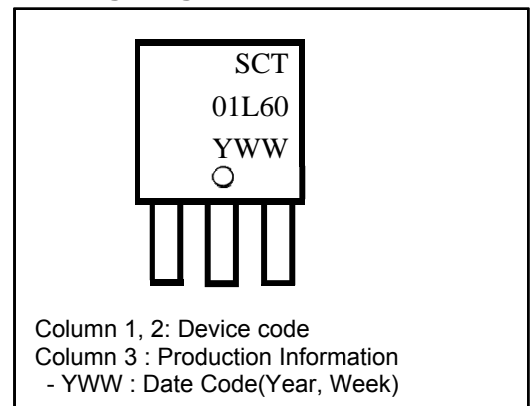 SCT
01L60
YWW
Column 1, 2: Device code
Column 3 : Production Information
- YWW : Date Code(Year, Week)